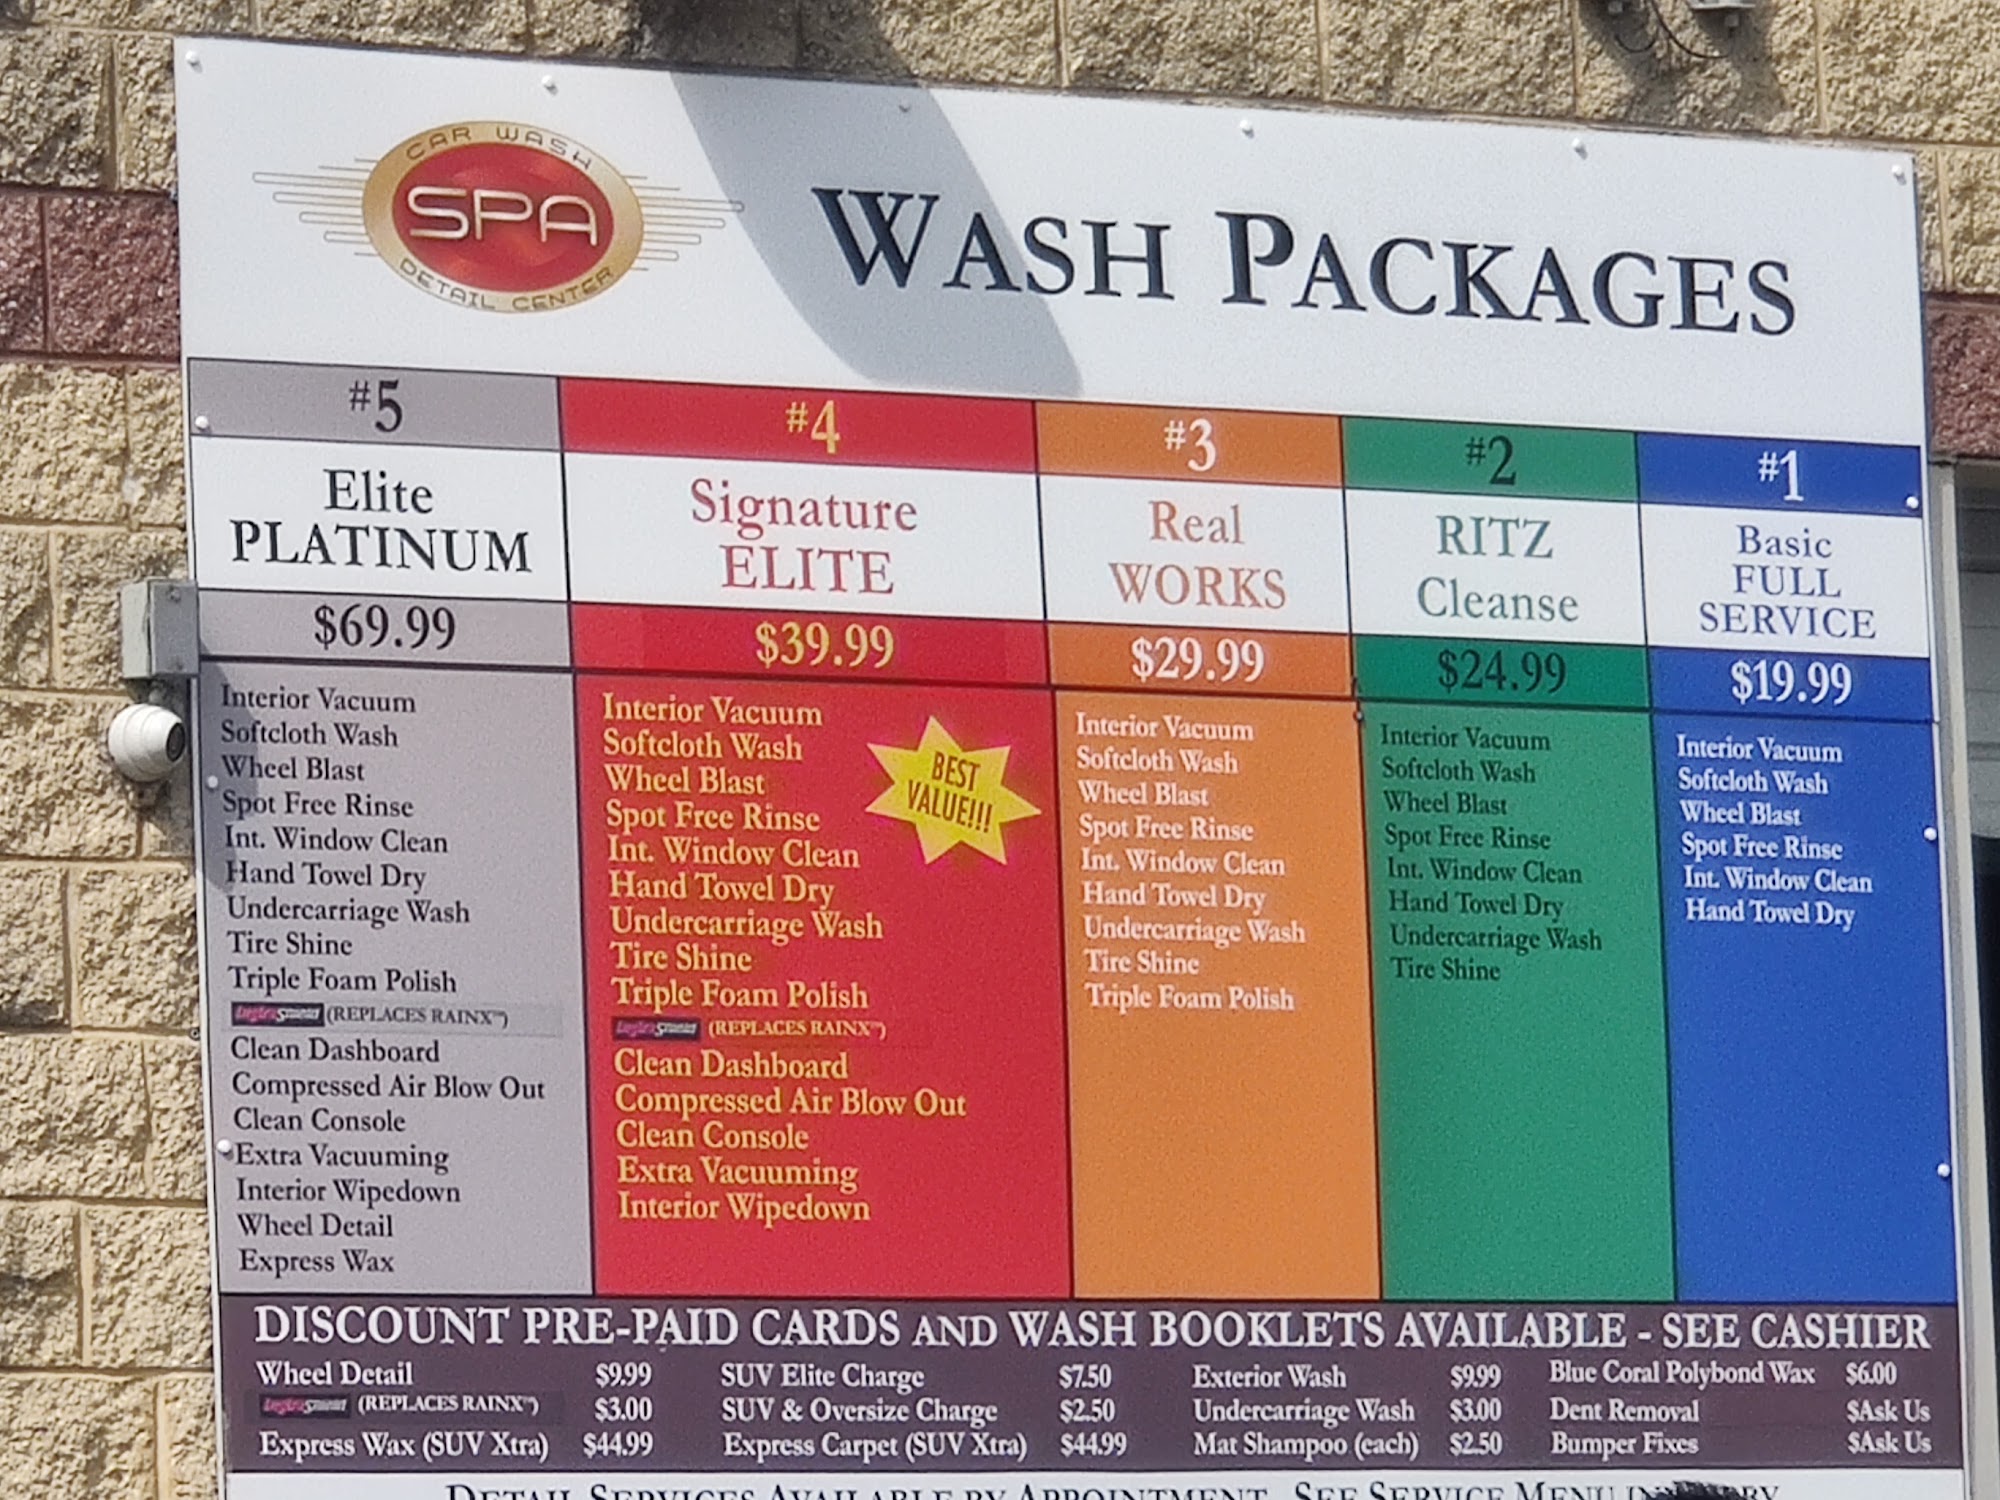 CAR WASH
SPA
DETAIL CENTER
WASH PACKAGES
#5
Elite
PLATINUM
$69.99
Interior Vacuum
Softcloth Wash
Wheel Blast
Spot Free Rinse
Int. Window Clean
Hand Towel Dry
Undercarriage Wash
Tire Shine
Triple Foam Polish
(REPLACES RAINX™)
Clean Dashboard
Compressed Air Blow Out
Clean Console
Extra Vacuuming
Interior Wipedown
Wheel Detail
Express Wax
#4
Signature
ELITE
$39.99
BEST
VALUE!!!
Interior Vacuum
Softcloth Wash
Wheel Blast
Spot Free Rinse
Int. Window Clean
Hand Towel Dry
Undercarriage Wash
Tire Shine
Triple Foam Polish
(REPLACES RAINX™)
Clean Dashboard
Compressed Air Blow Out
Clean Console
Extra Vacuuming
Interior Wipedown
#3
Real
WORKS
$29.99
Interior Vacuum
Softcloth Wash
Wheel Blast
Spot Free Rinse
Int. Window Clean
Hand Towel Dry
Undercarriage Wash
Tire Shine
Triple Foam Polish
#2
RITZ
Cleanse
$24.99
Interior Vacuum
Softcloth Wash
Wheel Blast
Spot Free Rinse
Int. Window Clean
Hand Towel Dry
Undercarriage Wash
Tire Shine
#1
Basic
FULL
SERVICE
$19.99
Interior Vacuum
Softcloth Wash
Wheel Blast
Spot Free Rinse
Int. Window Clean
Hand Towel Dry
DISCOUNT PRE-PAID CARDS AND WASH BOOKLETS AVAILABLE - SEE CASHIER
Wheel Detail $9.99 SUV Elite Charge $7.50 Exterior Wash $9.99 Blue Coral Polybond Wax $6.00
(REPLACES RAINX™) $3.00 SUV & Oversize Charge $2.50 Undercarriage Wash $3.00 Dent Removal $Ask Us
Express Wax (SUV Xtra) $44.99 Express Carpet (SUV Xtra) $44.99 Mat Shampoo (each) $2.50 Bumper Fixes $Ask Us
DETAIL SERVICES AVAILABLE BY APPOINTMENT - SEE SERVICE MENU